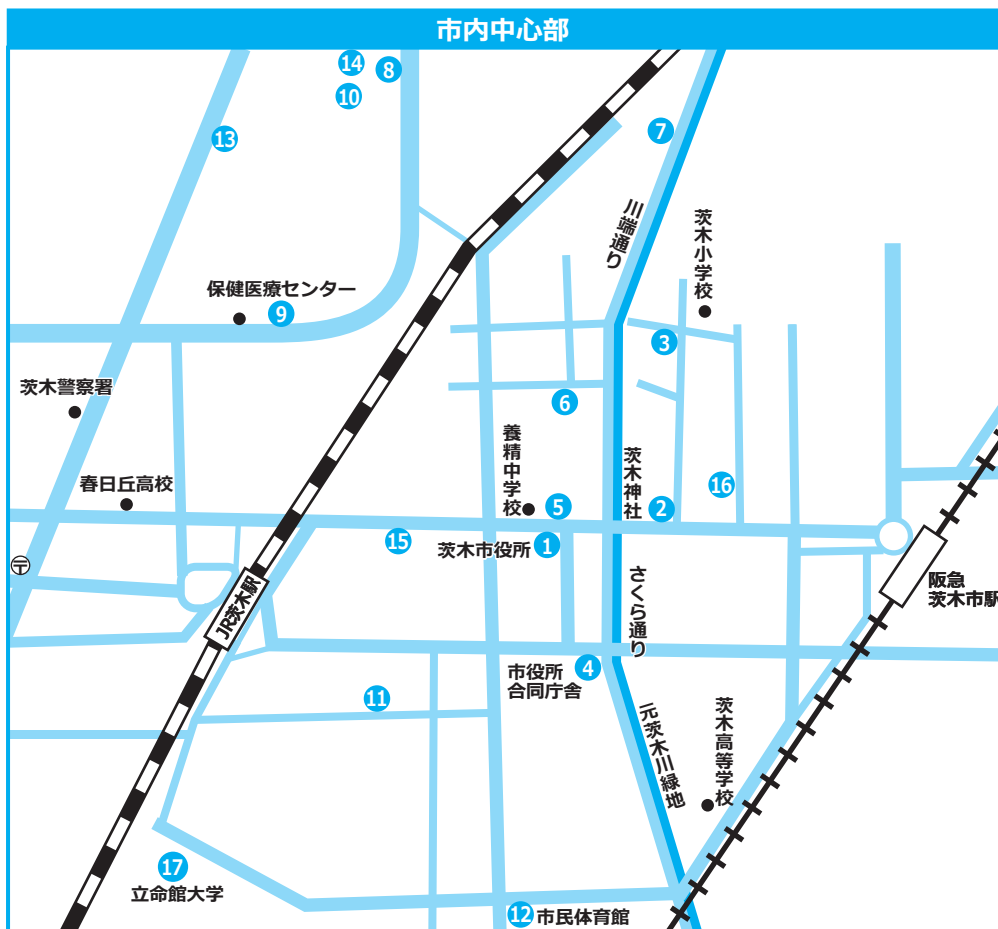 市内中心部
14
8
10
13
7
川端通り
茨木小学校
保健医療センター
9
3
茨木警察署
6
養精中学校
茨木神社
春日丘高校
16
5
2
15
茨木市役所
1
〒
JR茨木駅
さくら通り
阪急
茨木市駅
市役所
合同庁舎
4
11
元茨木川緑地
茨木高等学校
17
立命館大学
12
市民体育館